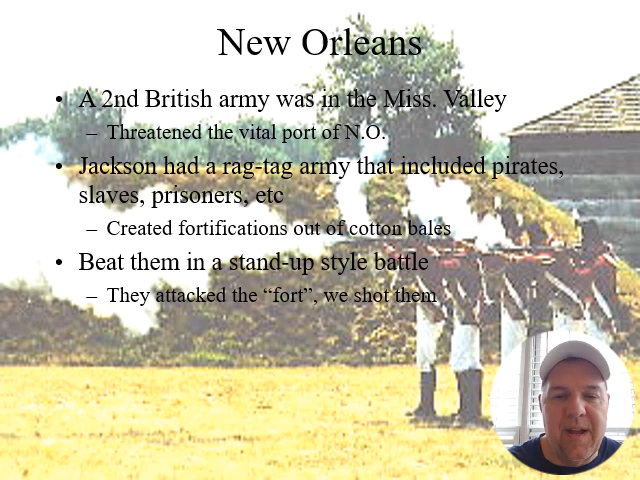 New Orleans
• A 2nd British army was in the Miss. Valley
– Threatened the vital port of N.O.
• Jackson had a rag-tag army that included pirates,
slaves, prisoners, etc
– Created fortifications out of cotton bales
• Beat them in a stand-up style battle
– They attacked the “fort”, we shot them